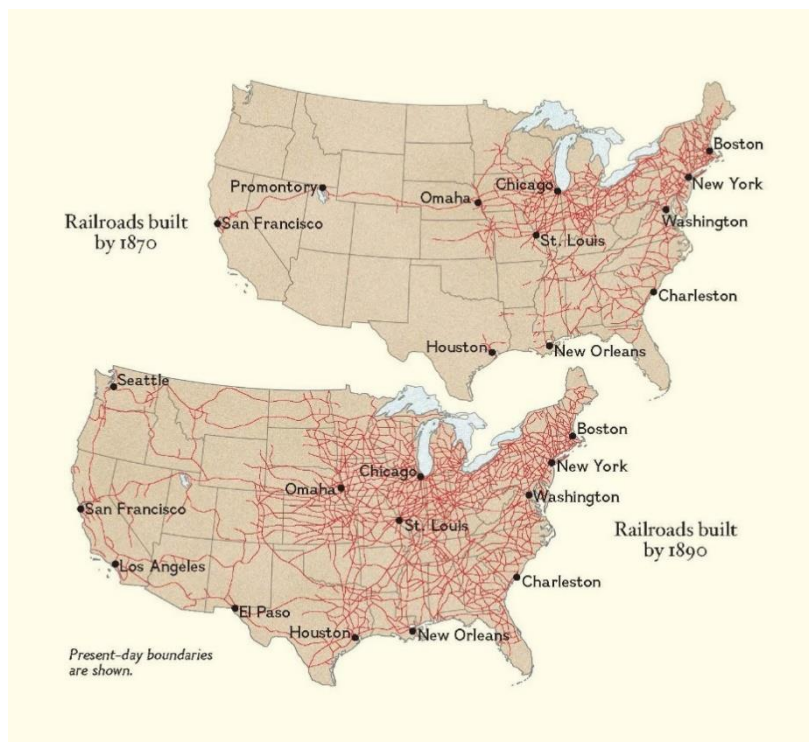 Boston
Promontory
Chicago
New York
Omaha
Railroads built
by 1870
San Francisco
Washington
St. Louis
Charleston
Houston
New Orleans
Seattle
Boston
Chicago
New York
Omaha
Washington
San Francisco
St. Louis
Railroads built
by 1890
Los Angeles
Charleston
El Paso
Houston
New Orleans
Present-day boundaries
are shown.